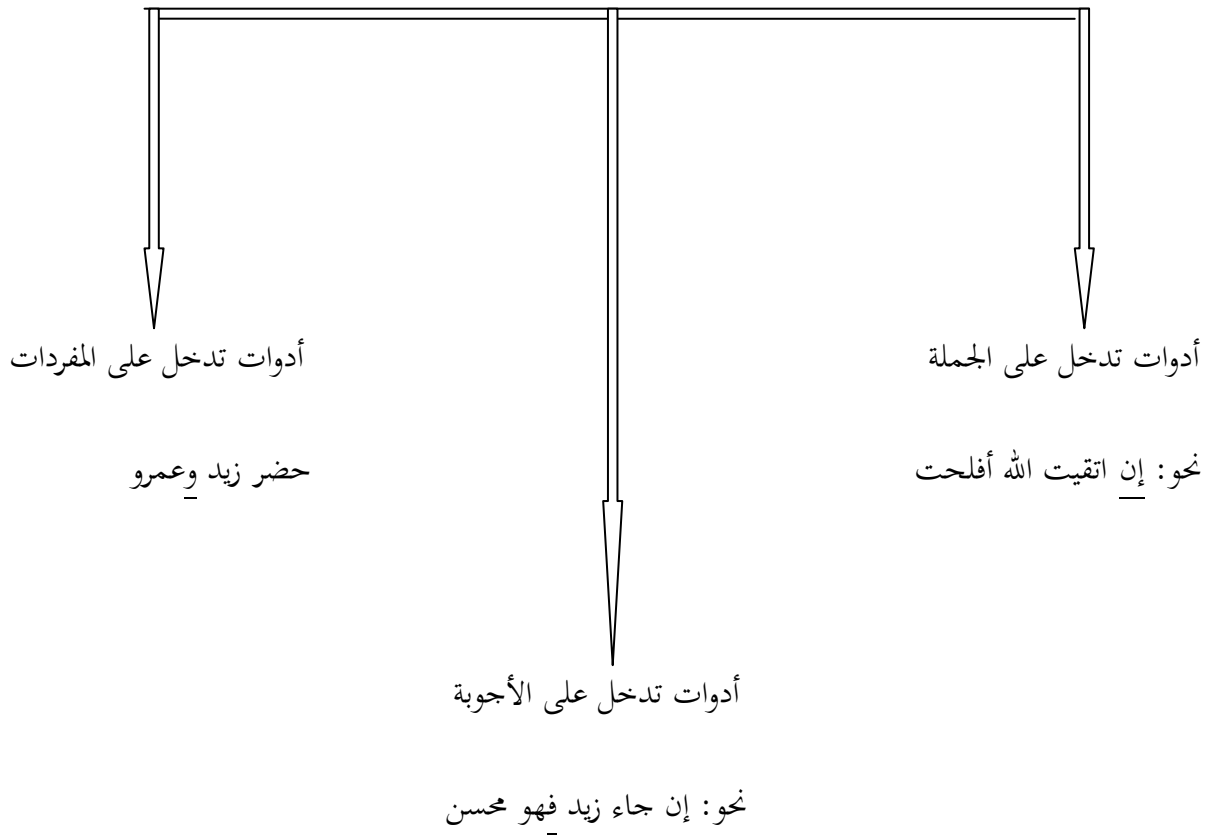 أدوات تدخل على الجملة
نحو: إن اتقيت الله أفلحت
أدوات تدخل على المفردات
حضر زيد وعمرو
أدوات تدخل على الأجوبة
نحو: إن جاء زيد فهو محسن